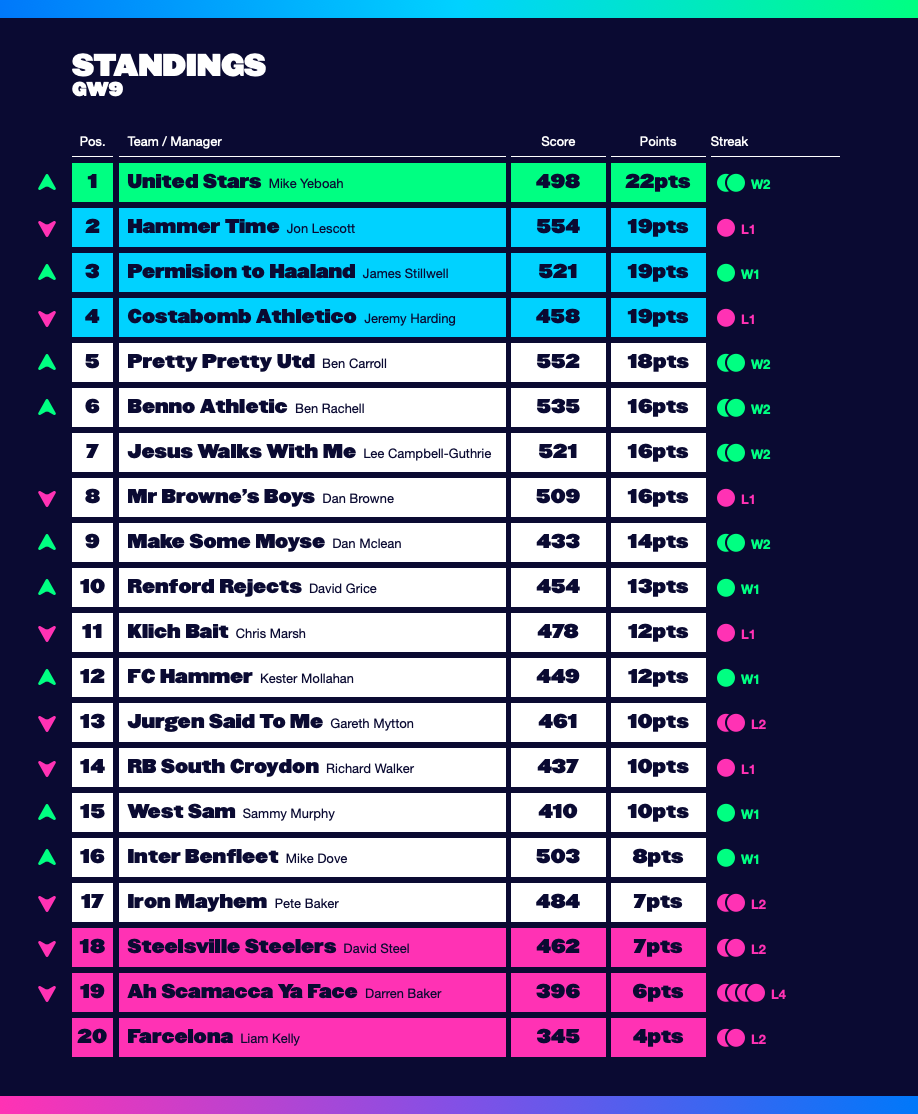 STANDINGS
GW9
Pos. Team / Manager Score Points Streak
1 United Stars Mike Yeboah 498 22pts W2
2 Hammer Time Jon Lescott 554 19pts L1
3 Permision to Haaland James Stillwell 521 19pts W1
4 Costabomb Athletico Jeremy Harding 458 19pts L1
5 Pretty Pretty Utd Ben Carroll 552 18pts W2
6 Benno Athletic Ben Rachell 535 16pts W2
7 Jesus Walks With Me Lee Campbell-Guthrie 521 16pts W2
8 Mr Browne’s Boys Dan Browne 509 16pts L1
9 Make Some Moyse Dan Mclean 433 14pts W2
10 Renford Rejects David Grice 454 13pts W1
11 Klich Bait Chris Marsh 478 12pts L1
12 FC Hammer Kester Mollahan 449 12pts W1
13 Jurgen Said To Me Gareth Mytton 461 10pts L2
14 RB South Croydon Richard Walker 437 10pts L1
15 West Sam Sammy Murphy 410 10pts W1
16 Inter Benfleet Mike Dove 503 8pts W1
17 Iron Mayhem Pete Baker 484 7pts L2
18 Steelsville Steelers David Steel 462 7pts L2
19 Ah Scamacca Ya Face Darren Baker 396 6pts L4
20 Farcelona Liam Kelly 345 4pts L2